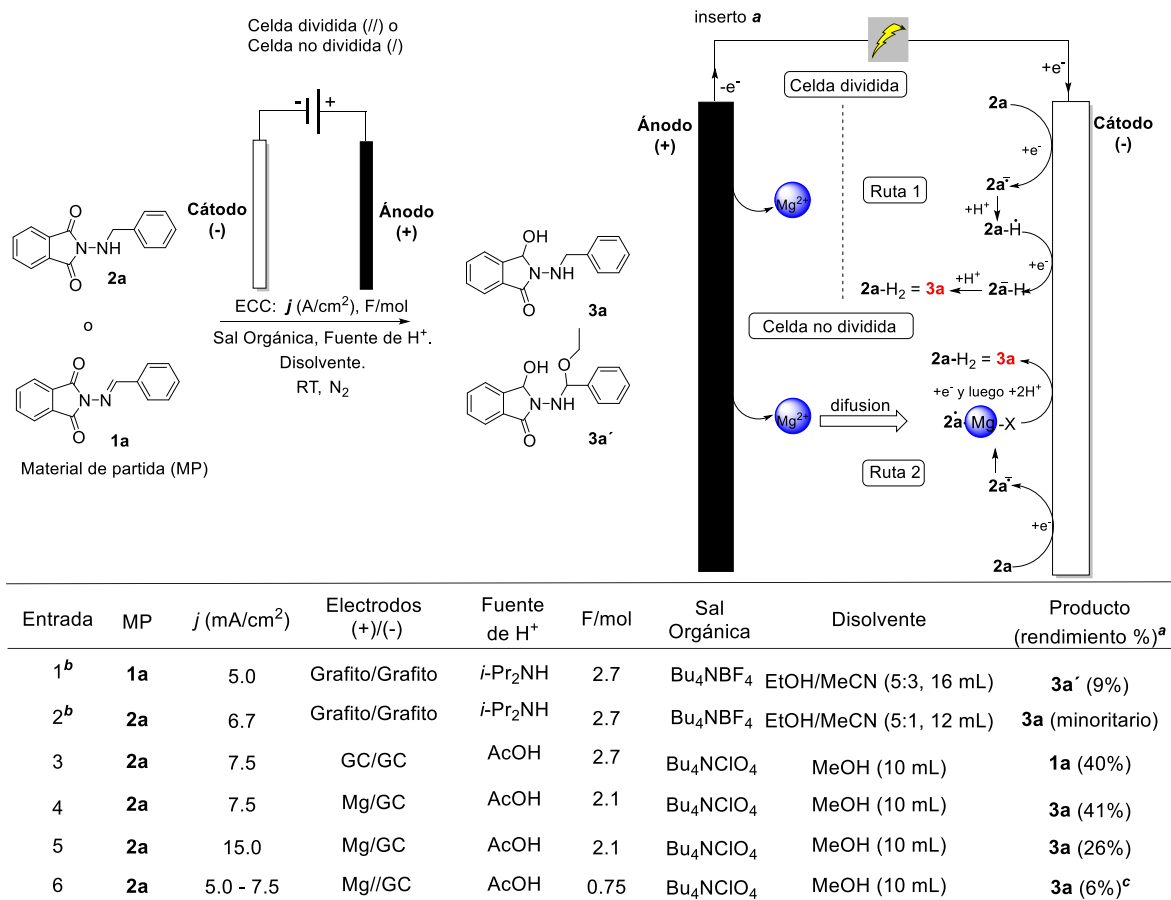 Celda dividida (//) o
Celda no dividida (/)
- +
Cátodo
(-)
Ánodo
(+)
O
N
NH
O
2a
o
O
N
N
O
1a
Material de partida (MP)
ECC: j (A/cm²), F/mol
Sal Orgánica, Fuente de H⁺.
Disolvente.
RT, N₂
OH
N
NH
O
3a
OH
O
N
NH
O
3a´
inserto a
-e⁻
+e⁻
Celda dividida
Ánodo
(+)
Cátodo
(-)
2a
+e⁻
Mg²⁺
Ruta 1
2a•⁻
+H⁺
2a-Ḣ
+e⁻
2a-H₂ = 3a
+H⁺
2a⁻-H
Celda no dividida
2a-H₂ = 3a
+e⁻ y luego +2H⁺
Mg²⁺
difusion
2ȧ Mg-X
Ruta 2
2a•⁻
+e⁻
2a
Entrada MP j (mA/cm²) Electrodos (+)/(-) Fuente de H⁺ F/mol Sal Orgánica Disolvente Producto (rendimiento %)ᵃ
1ᵇ 1a 5.0 Grafito/Grafito i-Pr₂NH 2.7 Bu₄NBF₄ EtOH/MeCN (5:3, 16 mL) 3a´ (9%)
2ᵇ 2a 6.7 Grafito/Grafito i-Pr₂NH 2.7 Bu₄NBF₄ EtOH/MeCN (5:1, 12 mL) 3a (minoritario)
3 2a 7.5 GC/GC AcOH 2.7 Bu₄NClO₄ MeOH (10 mL) 1a (40%)
4 2a 7.5 Mg/GC AcOH 2.1 Bu₄NClO₄ MeOH (10 mL) 3a (41%)
5 2a 15.0 Mg/GC AcOH 2.1 Bu₄NClO₄ MeOH (10 mL) 3a (26%)
6 2a 5.0 - 7.5 Mg//GC AcOH 0.75 Bu₄NClO₄ MeOH (10 mL) 3a (6%)ᶜ